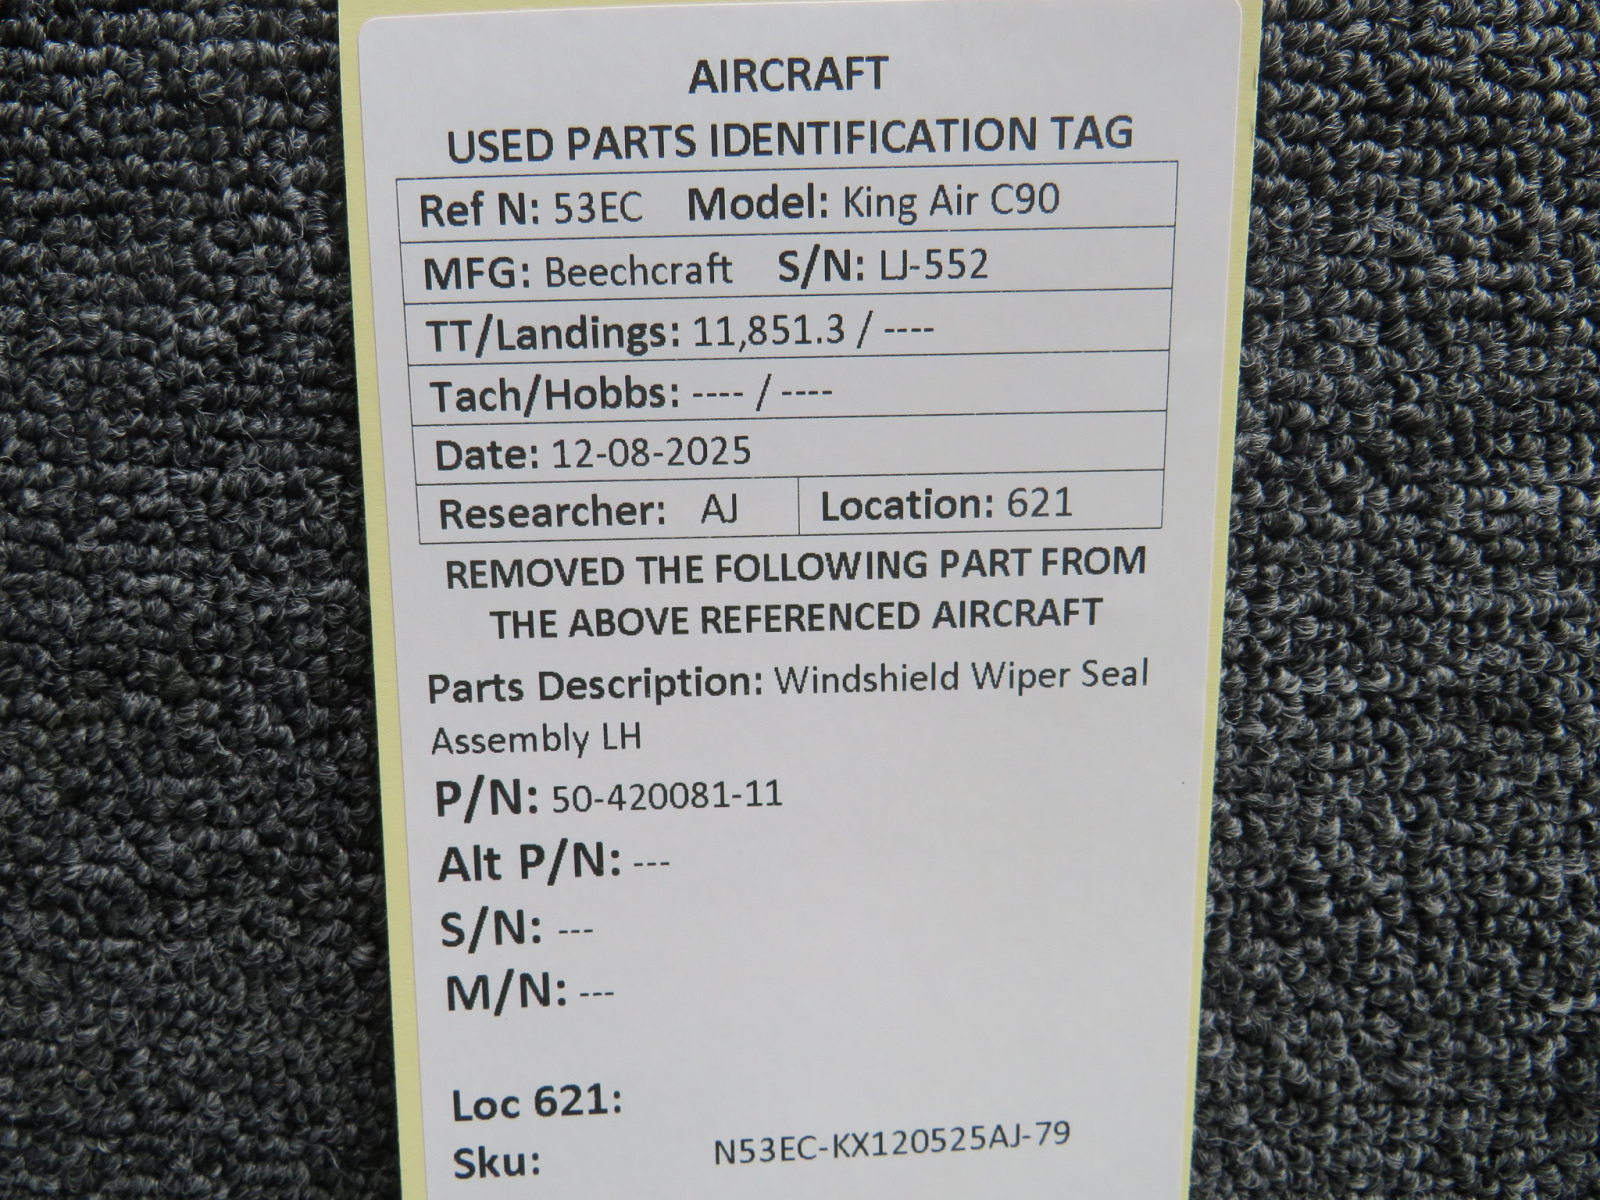 AIRCRAFT
USED PARTS IDENTIFICATION TAG
Ref N: 53EC Model: King Air C90
MFG: Beechcraft S/N: LJ-552
TT/Landings: 11,851.3 / ----
Tach/Hobbs: ---- / ----
Date: 12-08-2025
Researcher: AJ Location: 621
REMOVED THE FOLLOWING PART FROM
THE ABOVE REFERENCED AIRCRAFT
Parts Description: Windshield Wiper Seal
Assembly LH
P/N: 50-420081-11
Alt P/N: ---
S/N: ---
M/N: ---
Loc 621:
Sku: N53EC-KX120525AJ-79